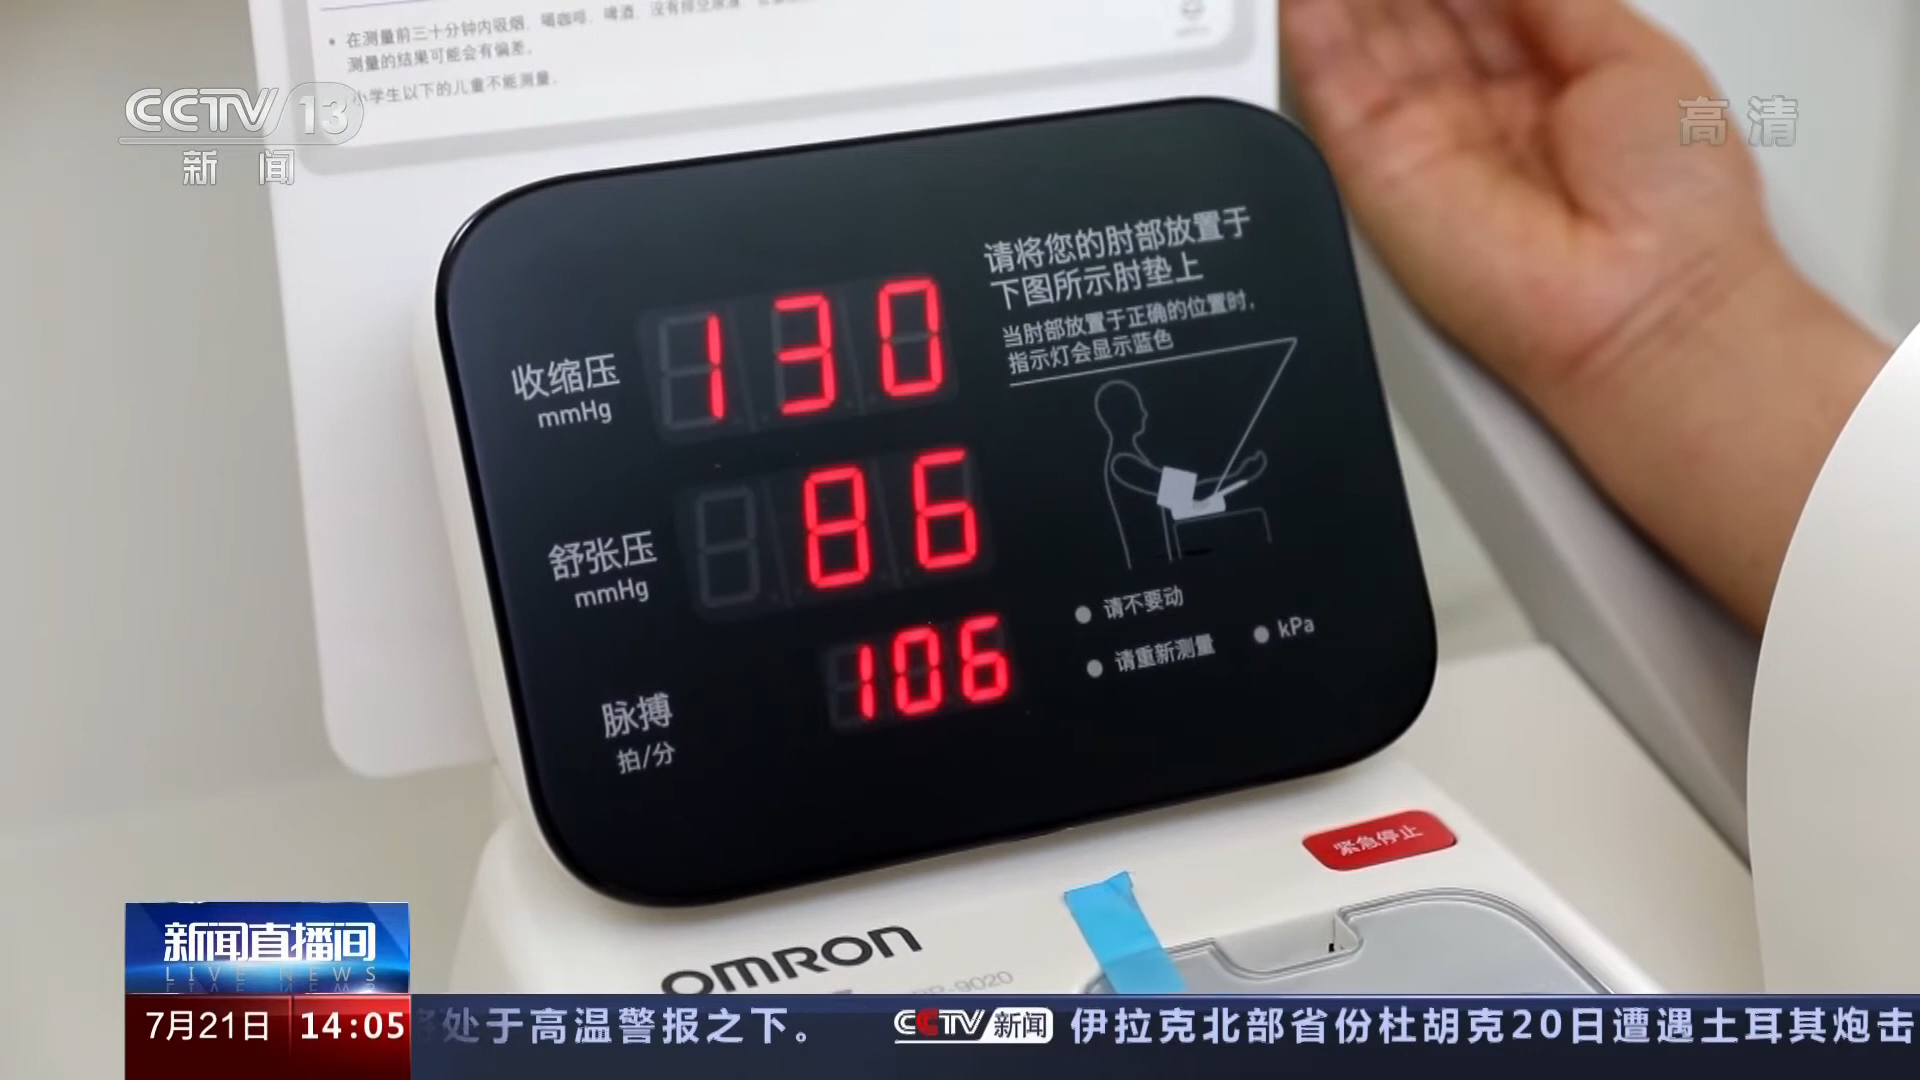 在测量前三十分钟内吸烟、喝咖啡、啤酒、
测量的结果可能会有偏差。
小学生以下的儿童不能测量。
CCTV 13
新闻
高清
请将您的肘部放置于
下图所示肘垫上
当肘部放置于正确的位置时，
指示灯会显示蓝色
收缩压
mmHg
130
舒张压
mmHg
86
脉搏
拍/分
106
请不要动
请重新测量
kPa
紧急停止
OMRON
新闻直播间
LIVE NEWS
7月21日
14:05
处于高温警报之下。
CCTV新闻
伊拉克北部省份杜胡克20日遭遇土耳其炮击